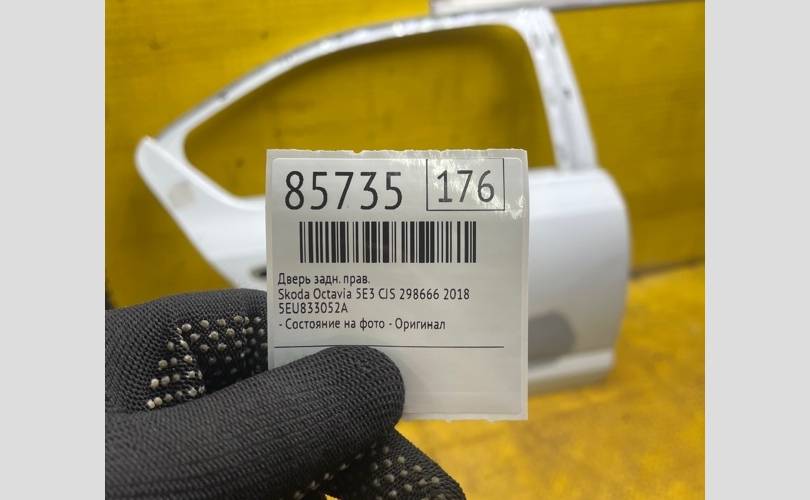 85735 176
Дверь задн. прав.
Skoda Octavia 5E3 CJS 298666 2018
5EU833052A
- Состояние на фото - Оригинал